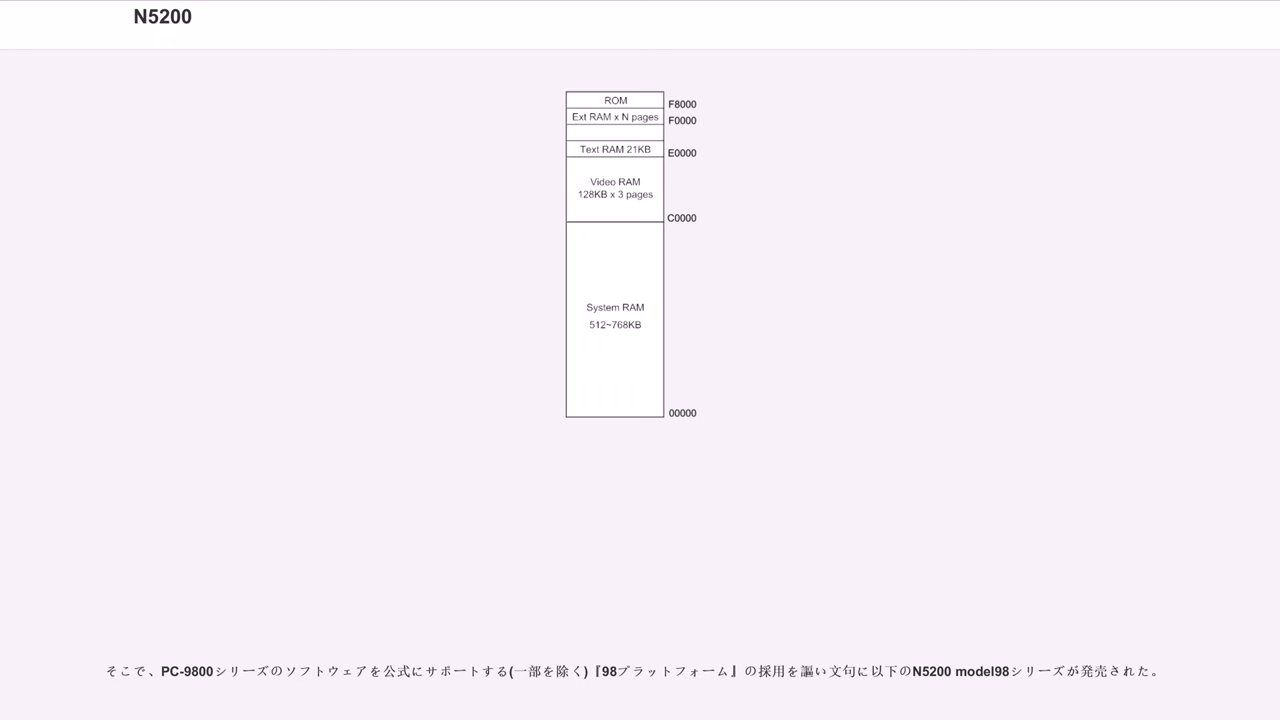 N5200
ROM
F8000
Ext RAM x N pages
F0000
Text RAM 21KB
E0000
Video RAM
128KB x 3 pages
C0000
System RAM
512~768KB
00000
そこで、PC-9800シリーズのソフトウェアを公式にサポートする(一部を除く)『98プラットフォーム』の採用を謳い文句に以下のN5200 model98シリーズが発売された。